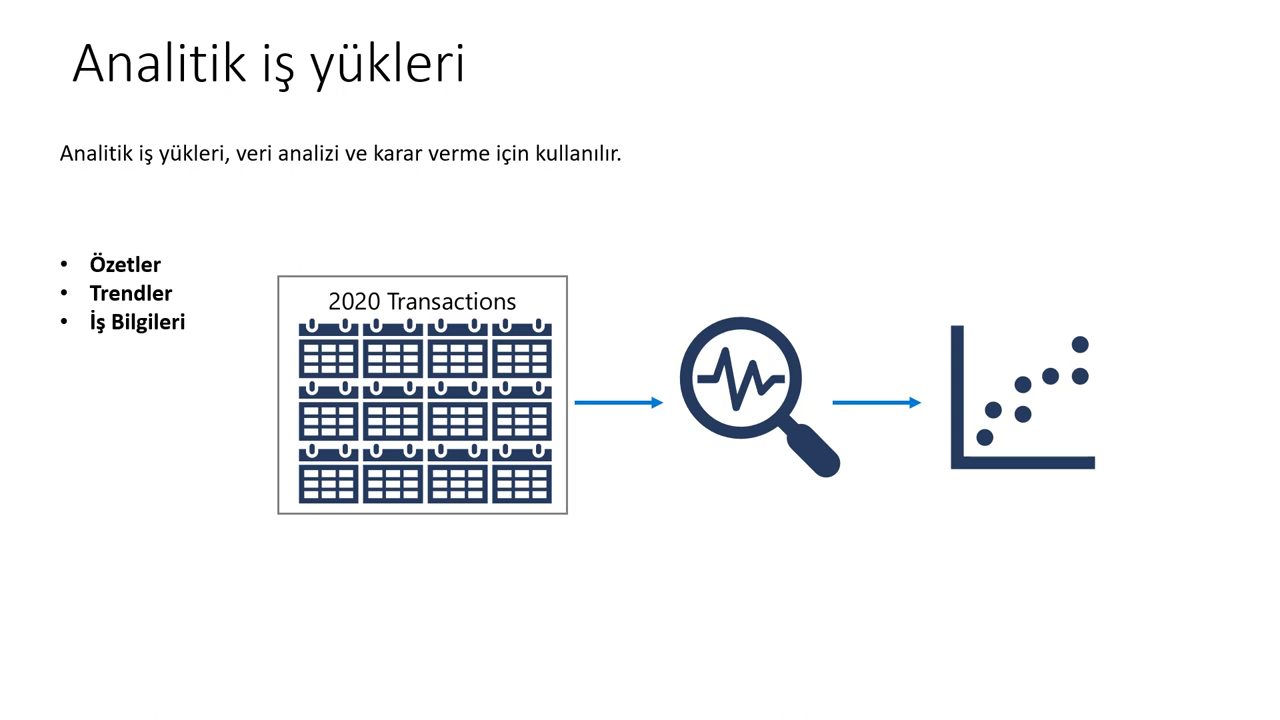 Analitik iş yükleri
Analitik iş yükleri, veri analizi ve karar verme için kullanılır.
• Özetler
• Trendler
• İş Bilgileri
2020 Transactions